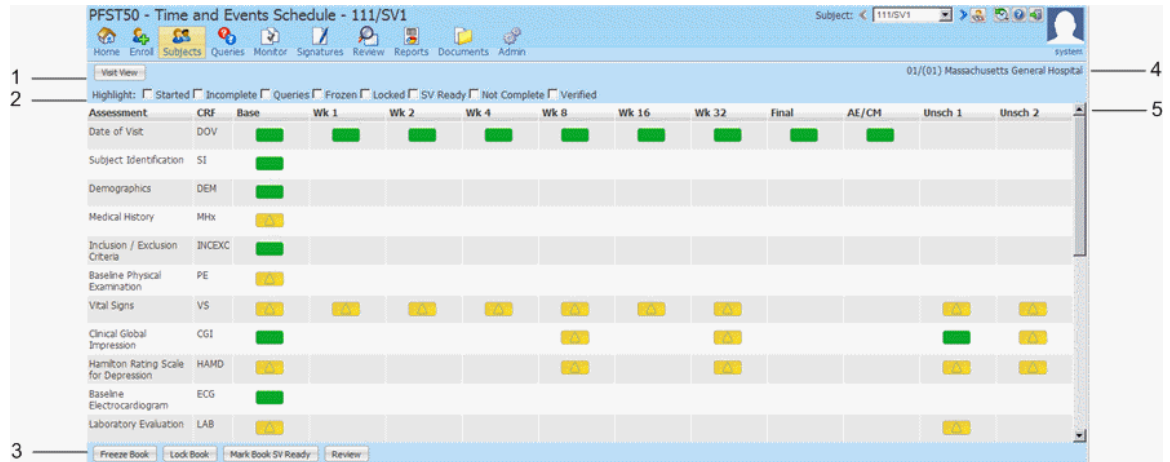 PFST50 - Time and Events Schedule - 111/SV1
Subject: 111/SV1
Home Enrol Subjects Queries Monitor Signatures Review Reports Documents Admin
system
1 Visit View 01/(01) Massachusetts General Hospital 4
2 Highlight: Started Incomplete Queries Frozen Locked SV Ready Not Complete Verified
Assessment CRF Base Wk 1 Wk 2 Wk 4 Wk 8 Wk 16 Wk 32 Final AE/CM Unsch 1 Unsch 2 5
Date of Visit DOV
Subject Identification SI
Demographics DEM
Medical History MHx
Inclusion / Exclusion INCEXC
Criteria
Baseline Physical PE
Examination
Vital Signs VS
Clinical Global CGI
Impression
Hamilton Rating Scale HAMD
for Depression
Baseline ECG
Electrocardiogram
Laboratory Evaluation LAB
3 Freeze Book Lock Book Mark Book SV Ready Review